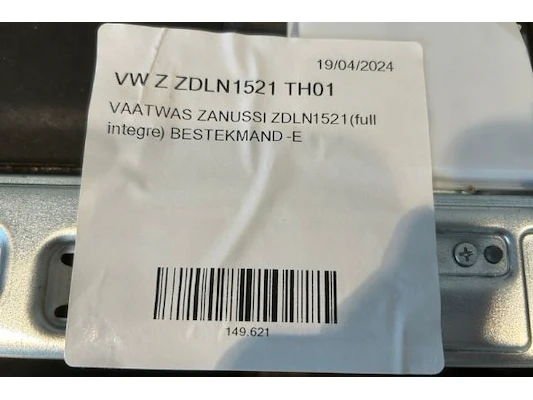 19/04/2024
VW Z ZDLN1521 TH01
VAATWAS ZANUSSI ZDLN1521(full
integre) BESTEKMAND -E
149.621